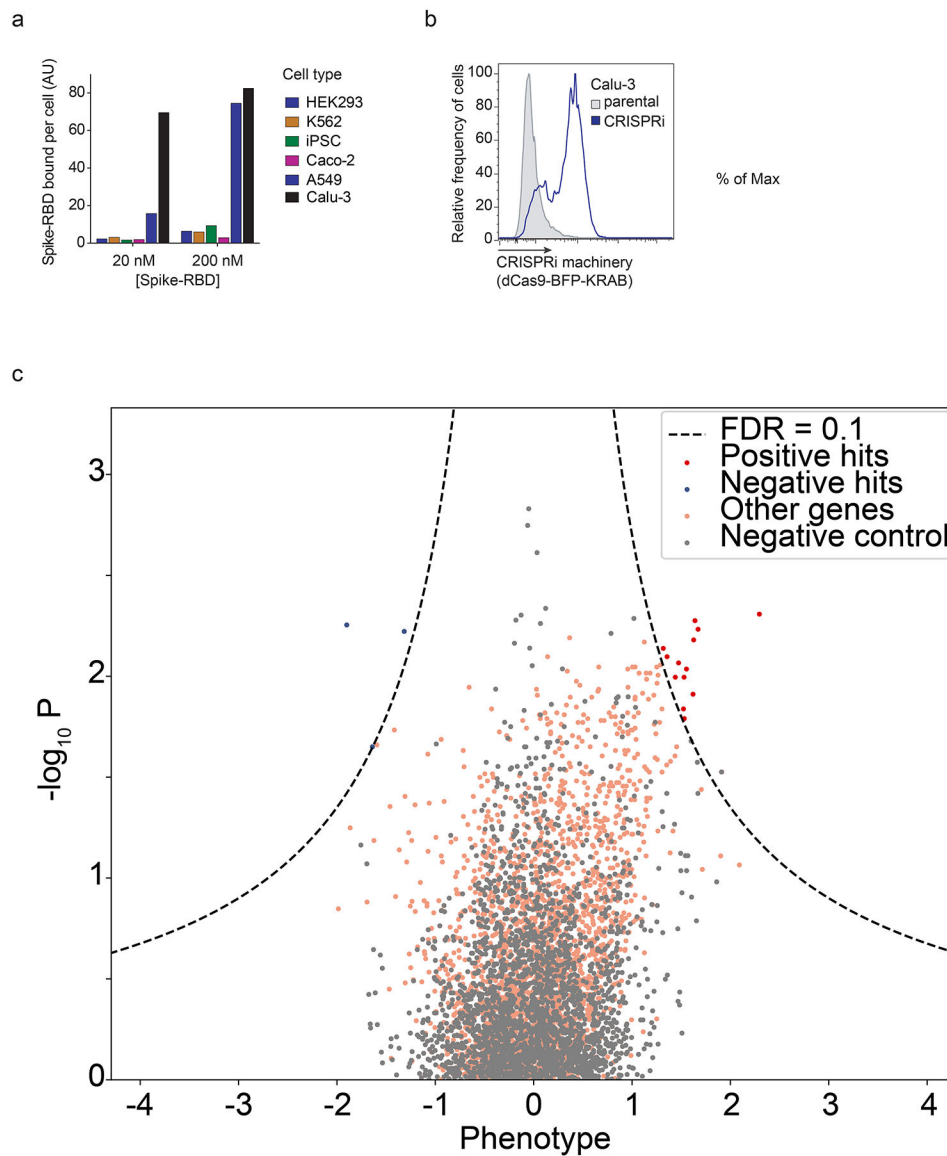 a
Spike-RBD bound per cell (AU)
80
60
40
20
0
20 nM
200 nM
[Spike-RBD]
Cell type
HEK293
K562
iPSC
Caco-2
A549
Calu-3
b
Relative frequency of cells
100
80
60
40
20
0
Calu-3
parental
CRISPRi
CRISPRi machinery
(dCas9-BFP-KRAB)
% of Max
c
-log10 P
3
2
1
0
-4
-3
-2
-1
0
1
2
3
4
Phenotype
FDR = 0.1
Positive hits
Negative hits
Other genes
Negative control